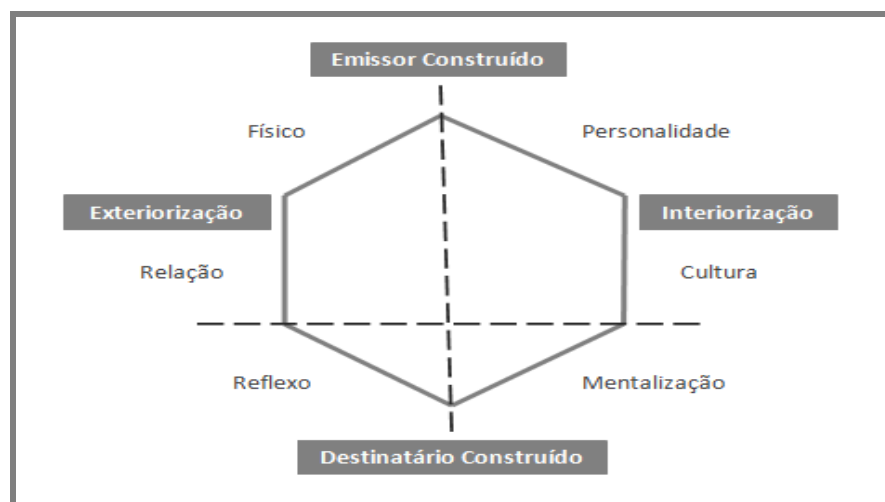 Emissor Construído
Físico
Personalidade
Exteriorização
Interiorização
Relação
Cultura
Reflexo
Mentalização
Destinatário Construído